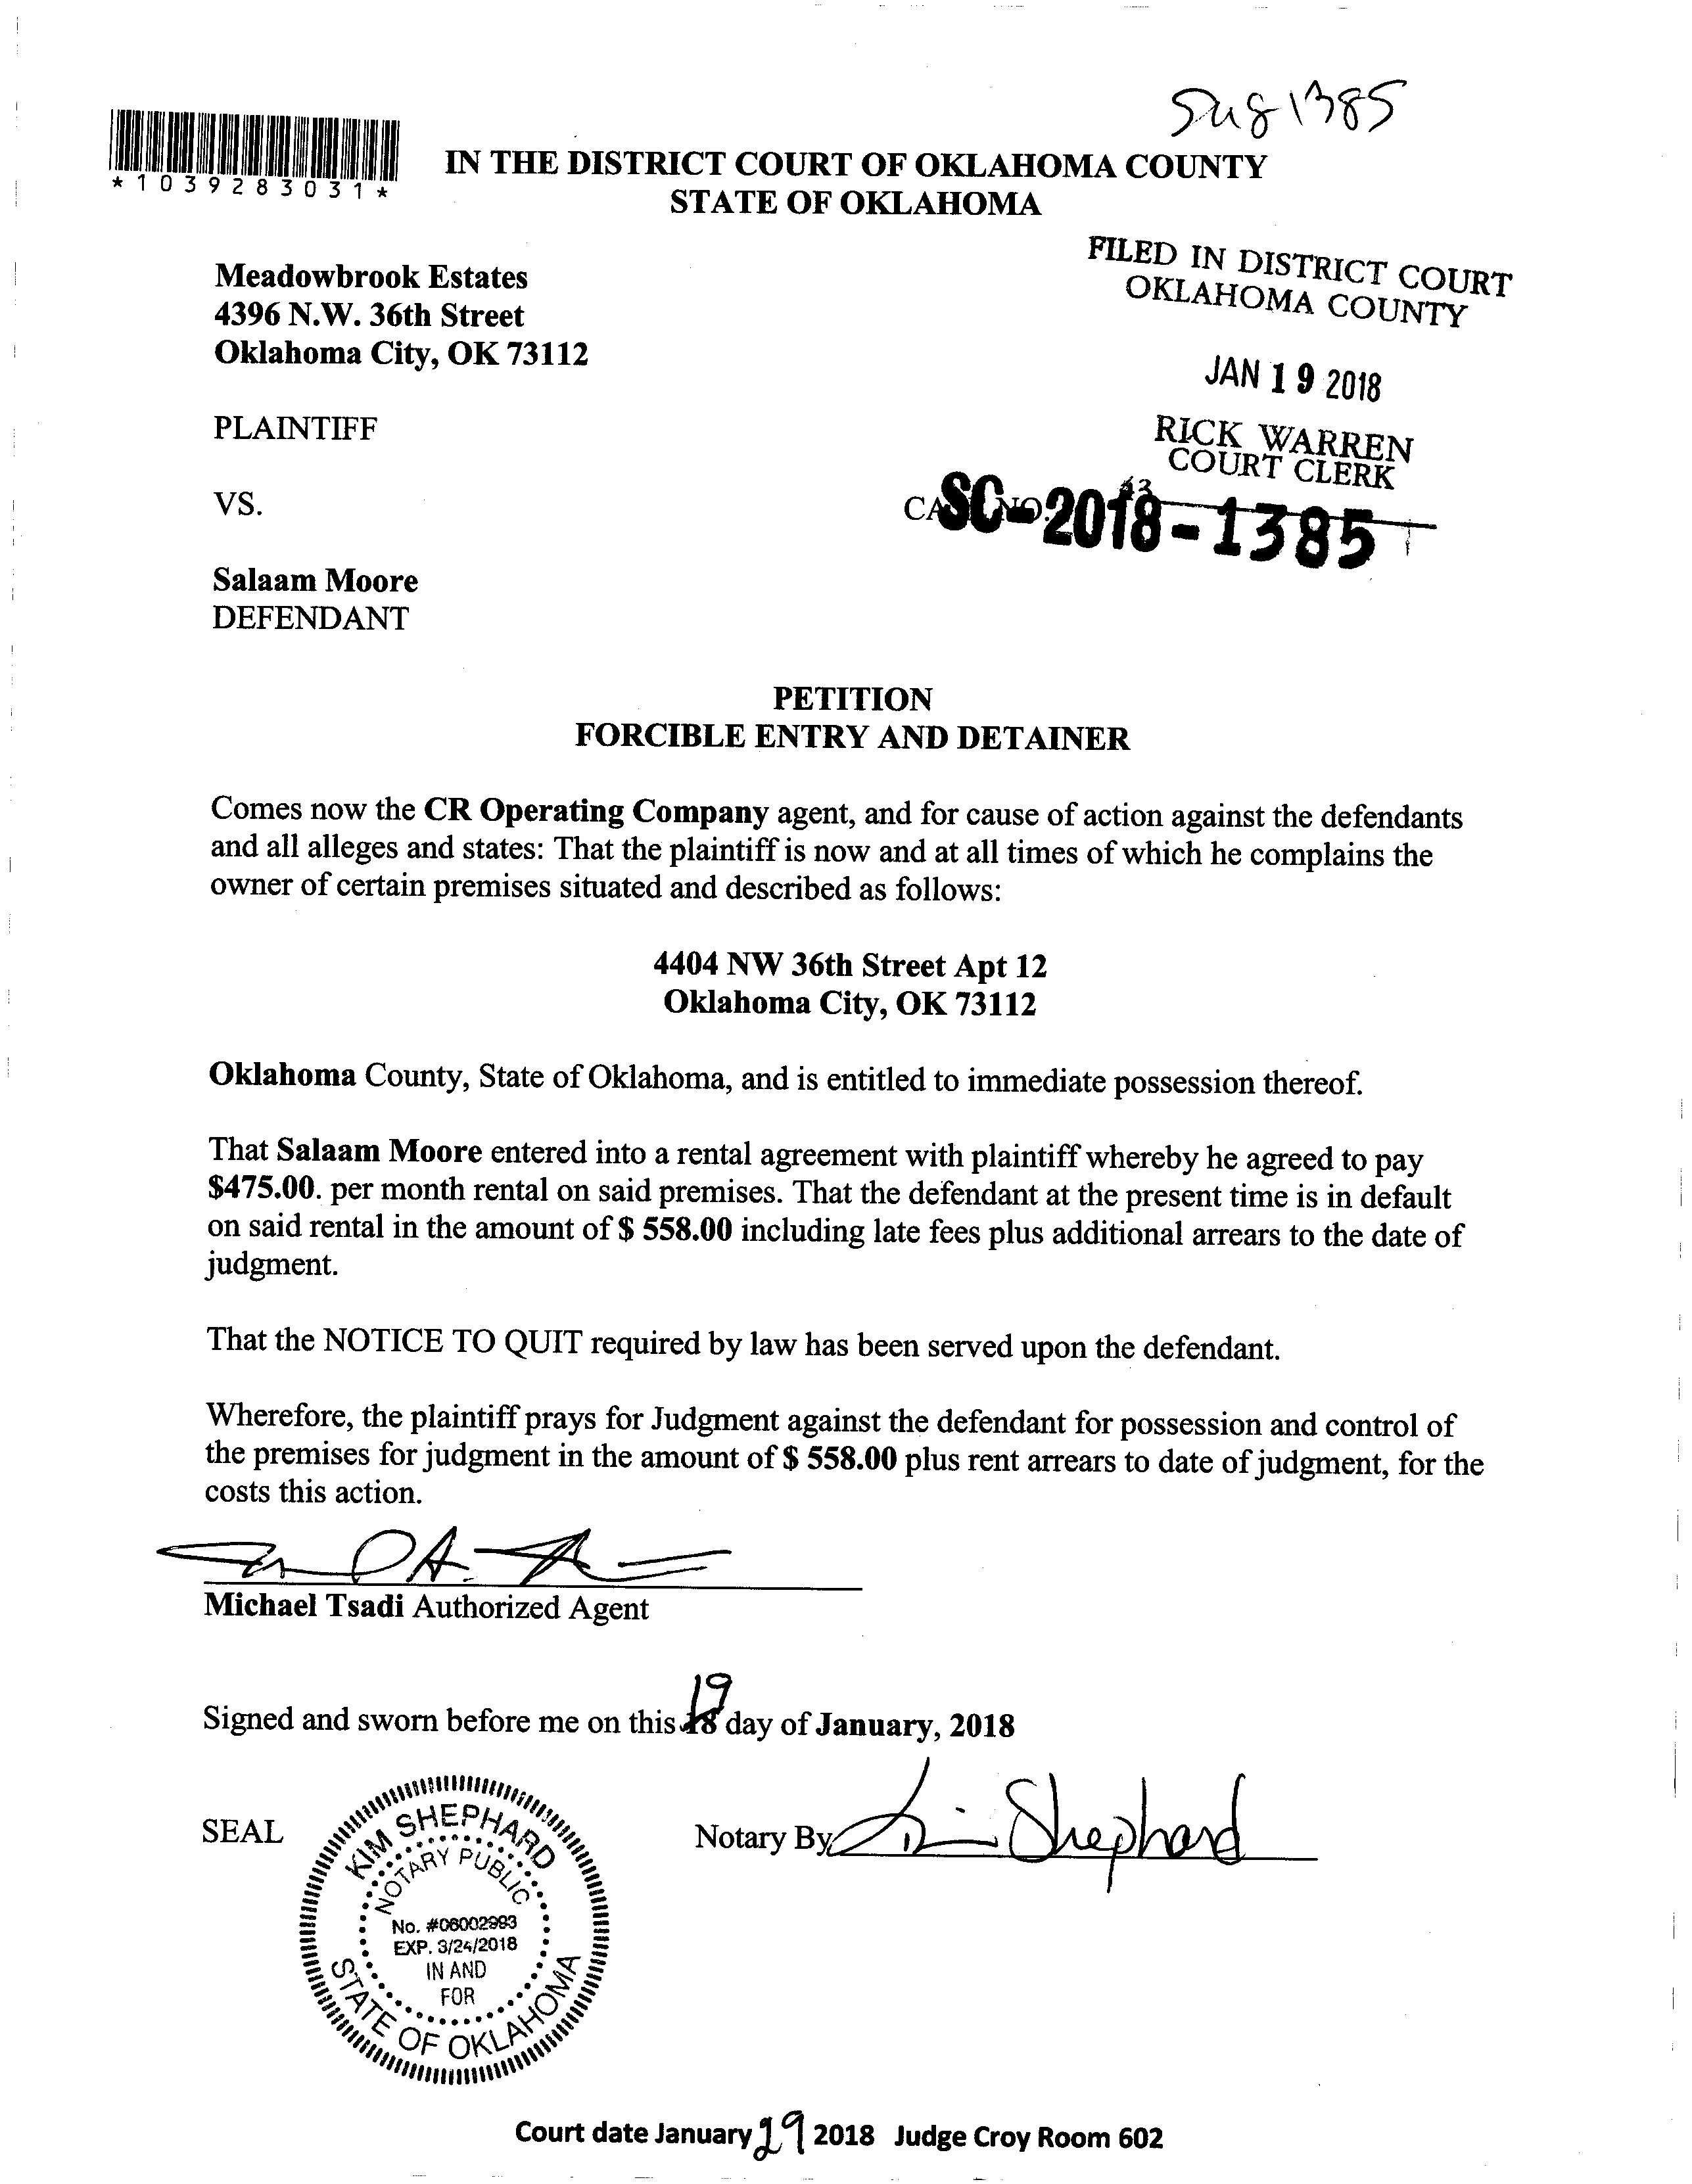 Sug 1385
*1039283031*
IN THE DISTRICT COURT OF OKLAHOMA COUNTY
STATE OF OKLAHOMA
FILED IN DISTRICT COURT
OKLAHOMA COUNTY
JAN 19 2018
RICK WARREN
COURT CLERK
43
Meadowbrook Estates
4396 N.W. 36th Street
Oklahoma City, OK 73112
PLAINTIFF
VS.
SC-2018-1385
Salaam Moore
DEFENDANT
PETITION
FORCIBLE ENTRY AND DETAINER
Comes now the CR Operating Company agent, and for cause of action against the defendants
and all alleges and states: That the plaintiff is now and at all times of which he complains the
owner of certain premises situated and described as follows:
4404 NW 36th Street Apt 12
Oklahoma City, OK 73112
Oklahoma County, State of Oklahoma, and is entitled to immediate possession thereof.
That Salaam Moore entered into a rental agreement with plaintiff whereby he agreed to pay
$475.00. per month rental on said premises. That the defendant at the present time is in default
on said rental in the amount of $ 558.00 including late fees plus additional arrears to the date of
judgment.
That the NOTICE TO QUIT required by law has been served upon the defendant.
Wherefore, the plaintiff prays for Judgment against the defendant for possession and control of
the premises for judgment in the amount of $ 558.00 plus rent arrears to date of judgment, for the
costs this action.
Michael Tsadi Authorized Agent
Signed and sworn before me on this 19 day of January, 2018
SEAL
KIM SHEPHARD
NOTARY PUBLIC
No. #06002993
EXP. 3/24/2018
IN AND
FOR
STATE OF OKLAHOMA
Notary By Kim Shephard
Court date January 29 2018 Judge Croy Room 602